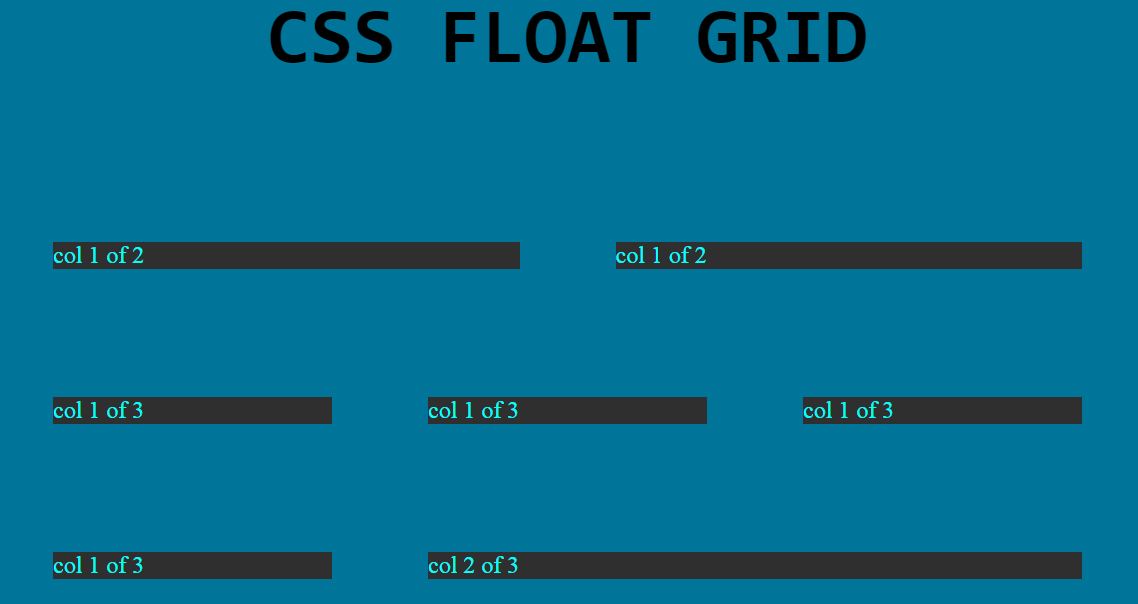 CSS FLOAT GRID
col 1 of 2 col 1 of 2
col 1 of 3 col 1 of 3 col 1 of 3
col 1 of 3 col 2 of 3